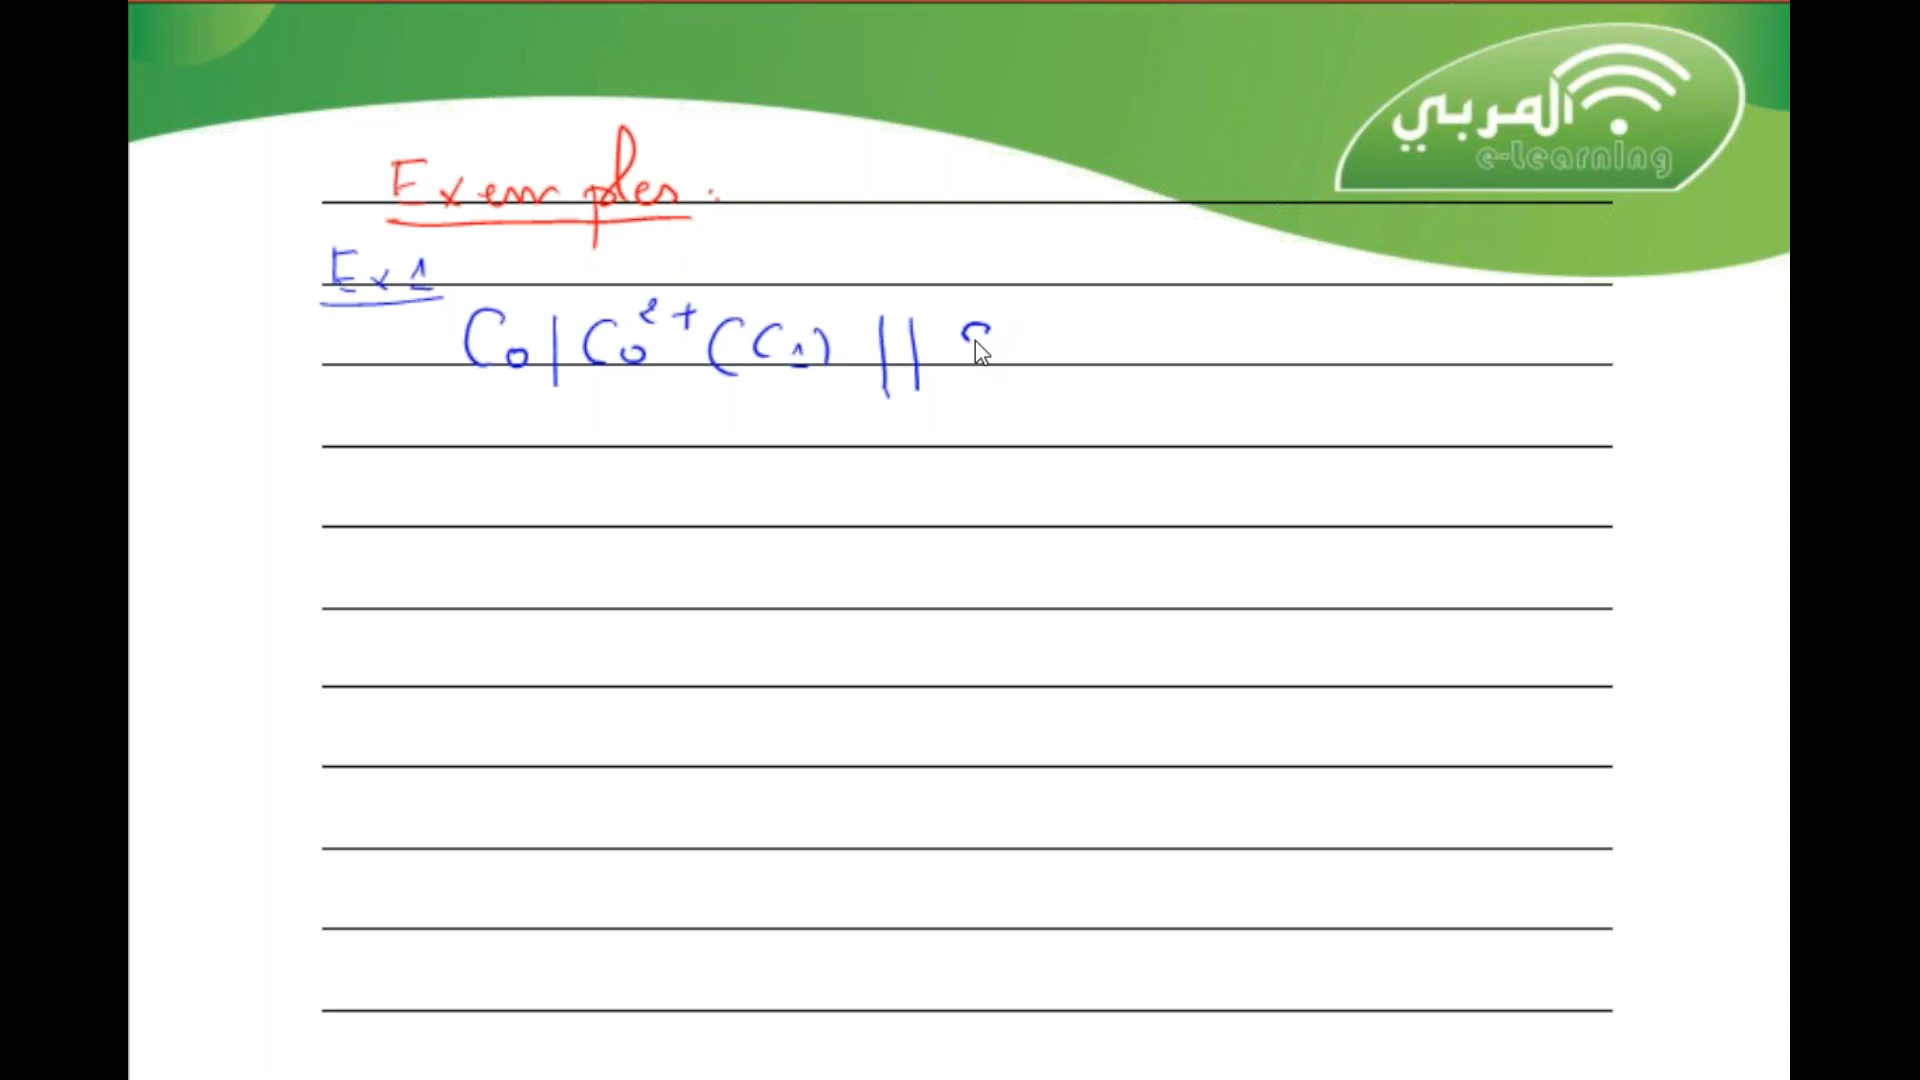 المربي
e-learning
Exemples:
Ex 1
Co | Co²⁺ (C₁) ||